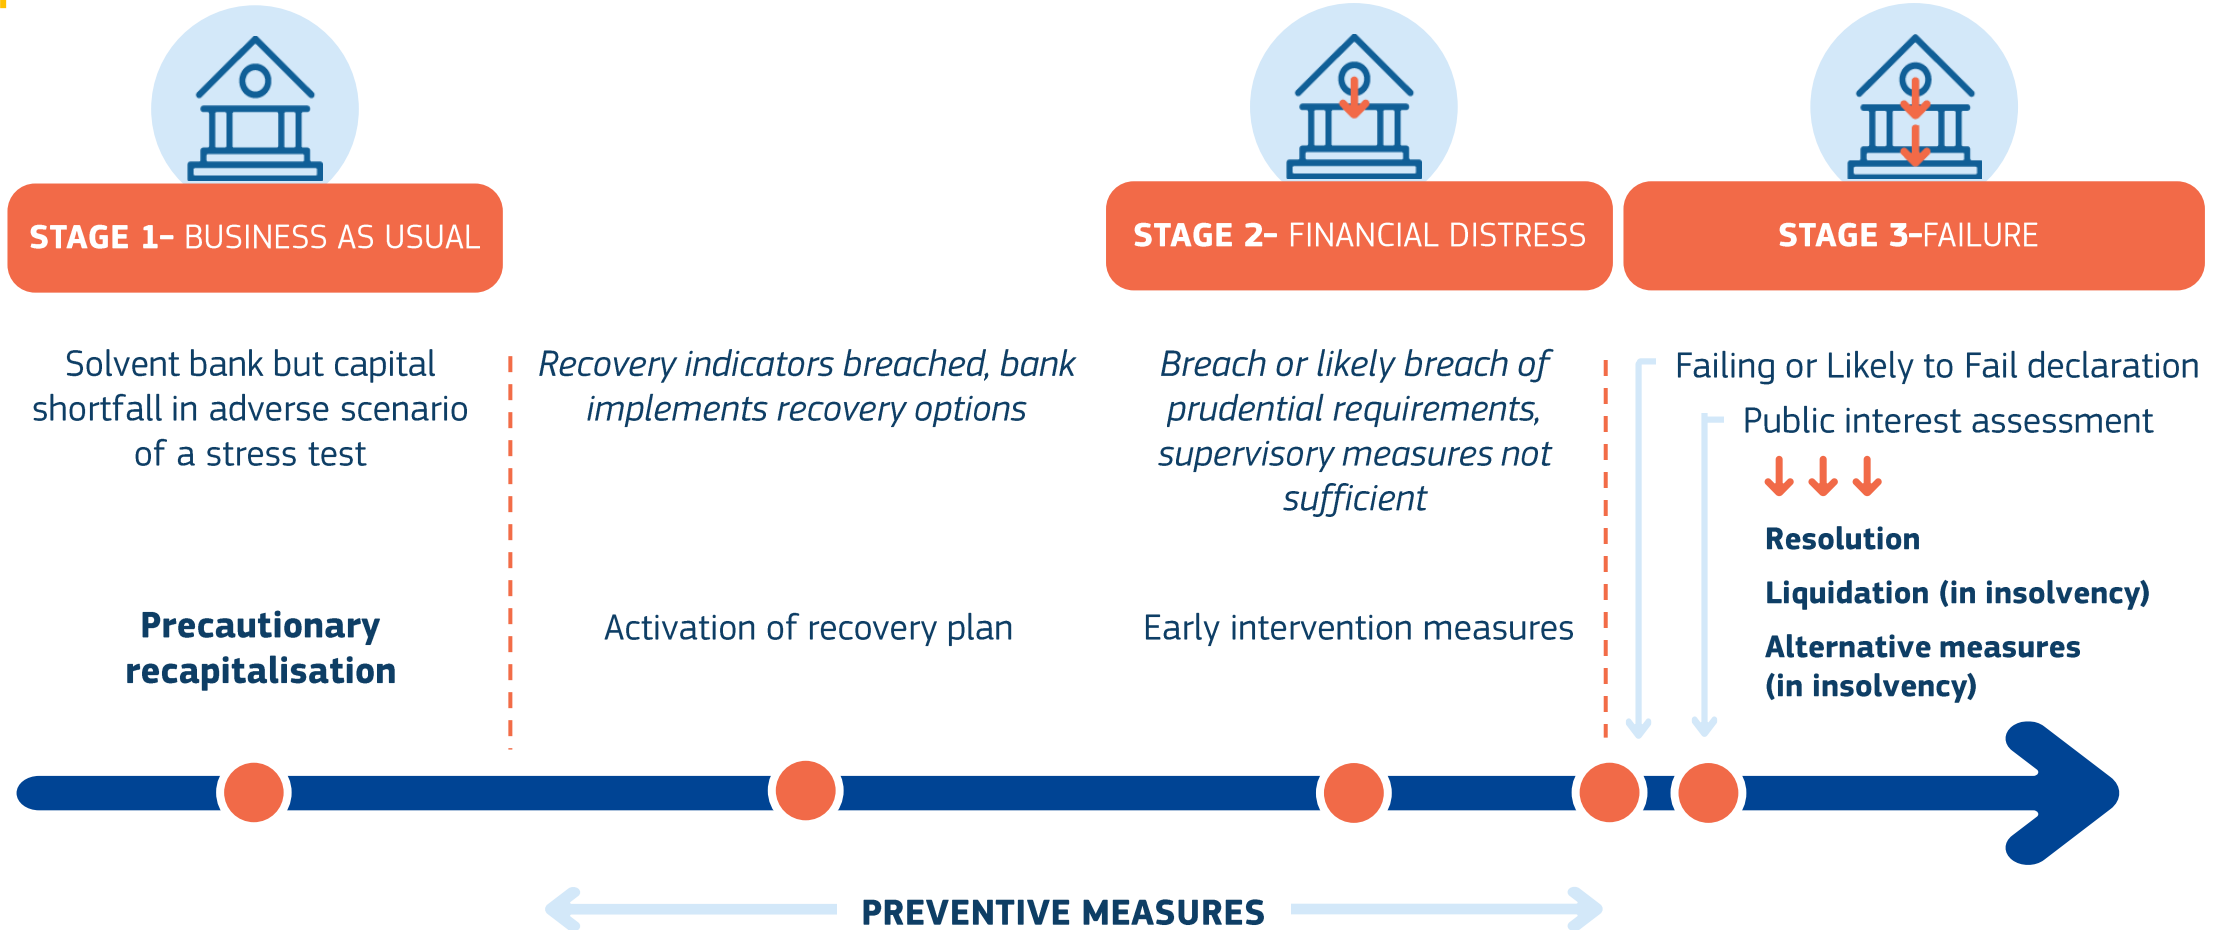 STAGE 1- BUSINESS AS USUAL
STAGE 2- FINANCIAL DISTRESS
STAGE 3-FAILURE
Solvent bank but capital
shortfall in adverse scenario
of a stress test
Precautionary
recapitalisation
Recovery indicators breached, bank
implements recovery options
Activation of recovery plan
Breach or likely breach of
prudential requirements,
supervisory measures not
sufficient
Early intervention measures
Failing or Likely to Fail declaration
Public interest assessment
Resolution
Liquidation (in insolvency)
Alternative measures
(in insolvency)
PREVENTIVE MEASURES